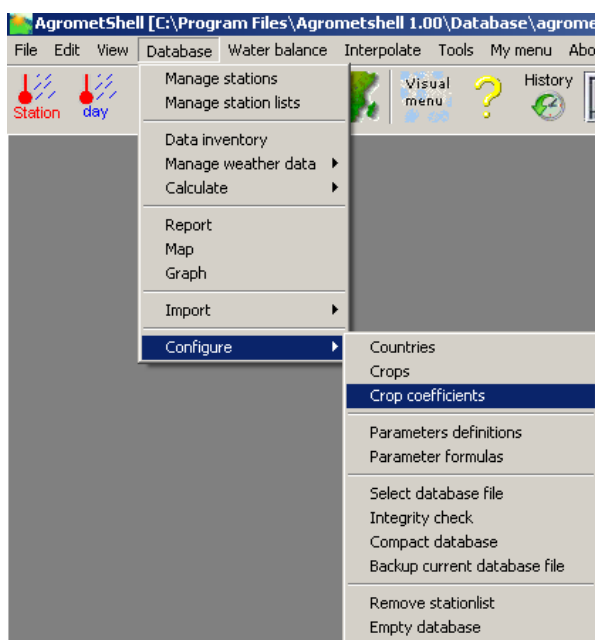 AgrometShell [C:\Program Files\Agrometshell 1.00\Database\agrome
File Edit View Database Water balance Interpolate Tools My menu Abo
Station day Visual menu ? History
Manage stations
Manage station lists
Data inventory
Manage weather data
Calculate
Report
Map
Graph
Import
Configure
Countries
Crops
Crop coefficients
Parameters definitions
Parameter formulas
Select database file
Integrity check
Compact database
Backup current database file
Remove stationlist
Empty database